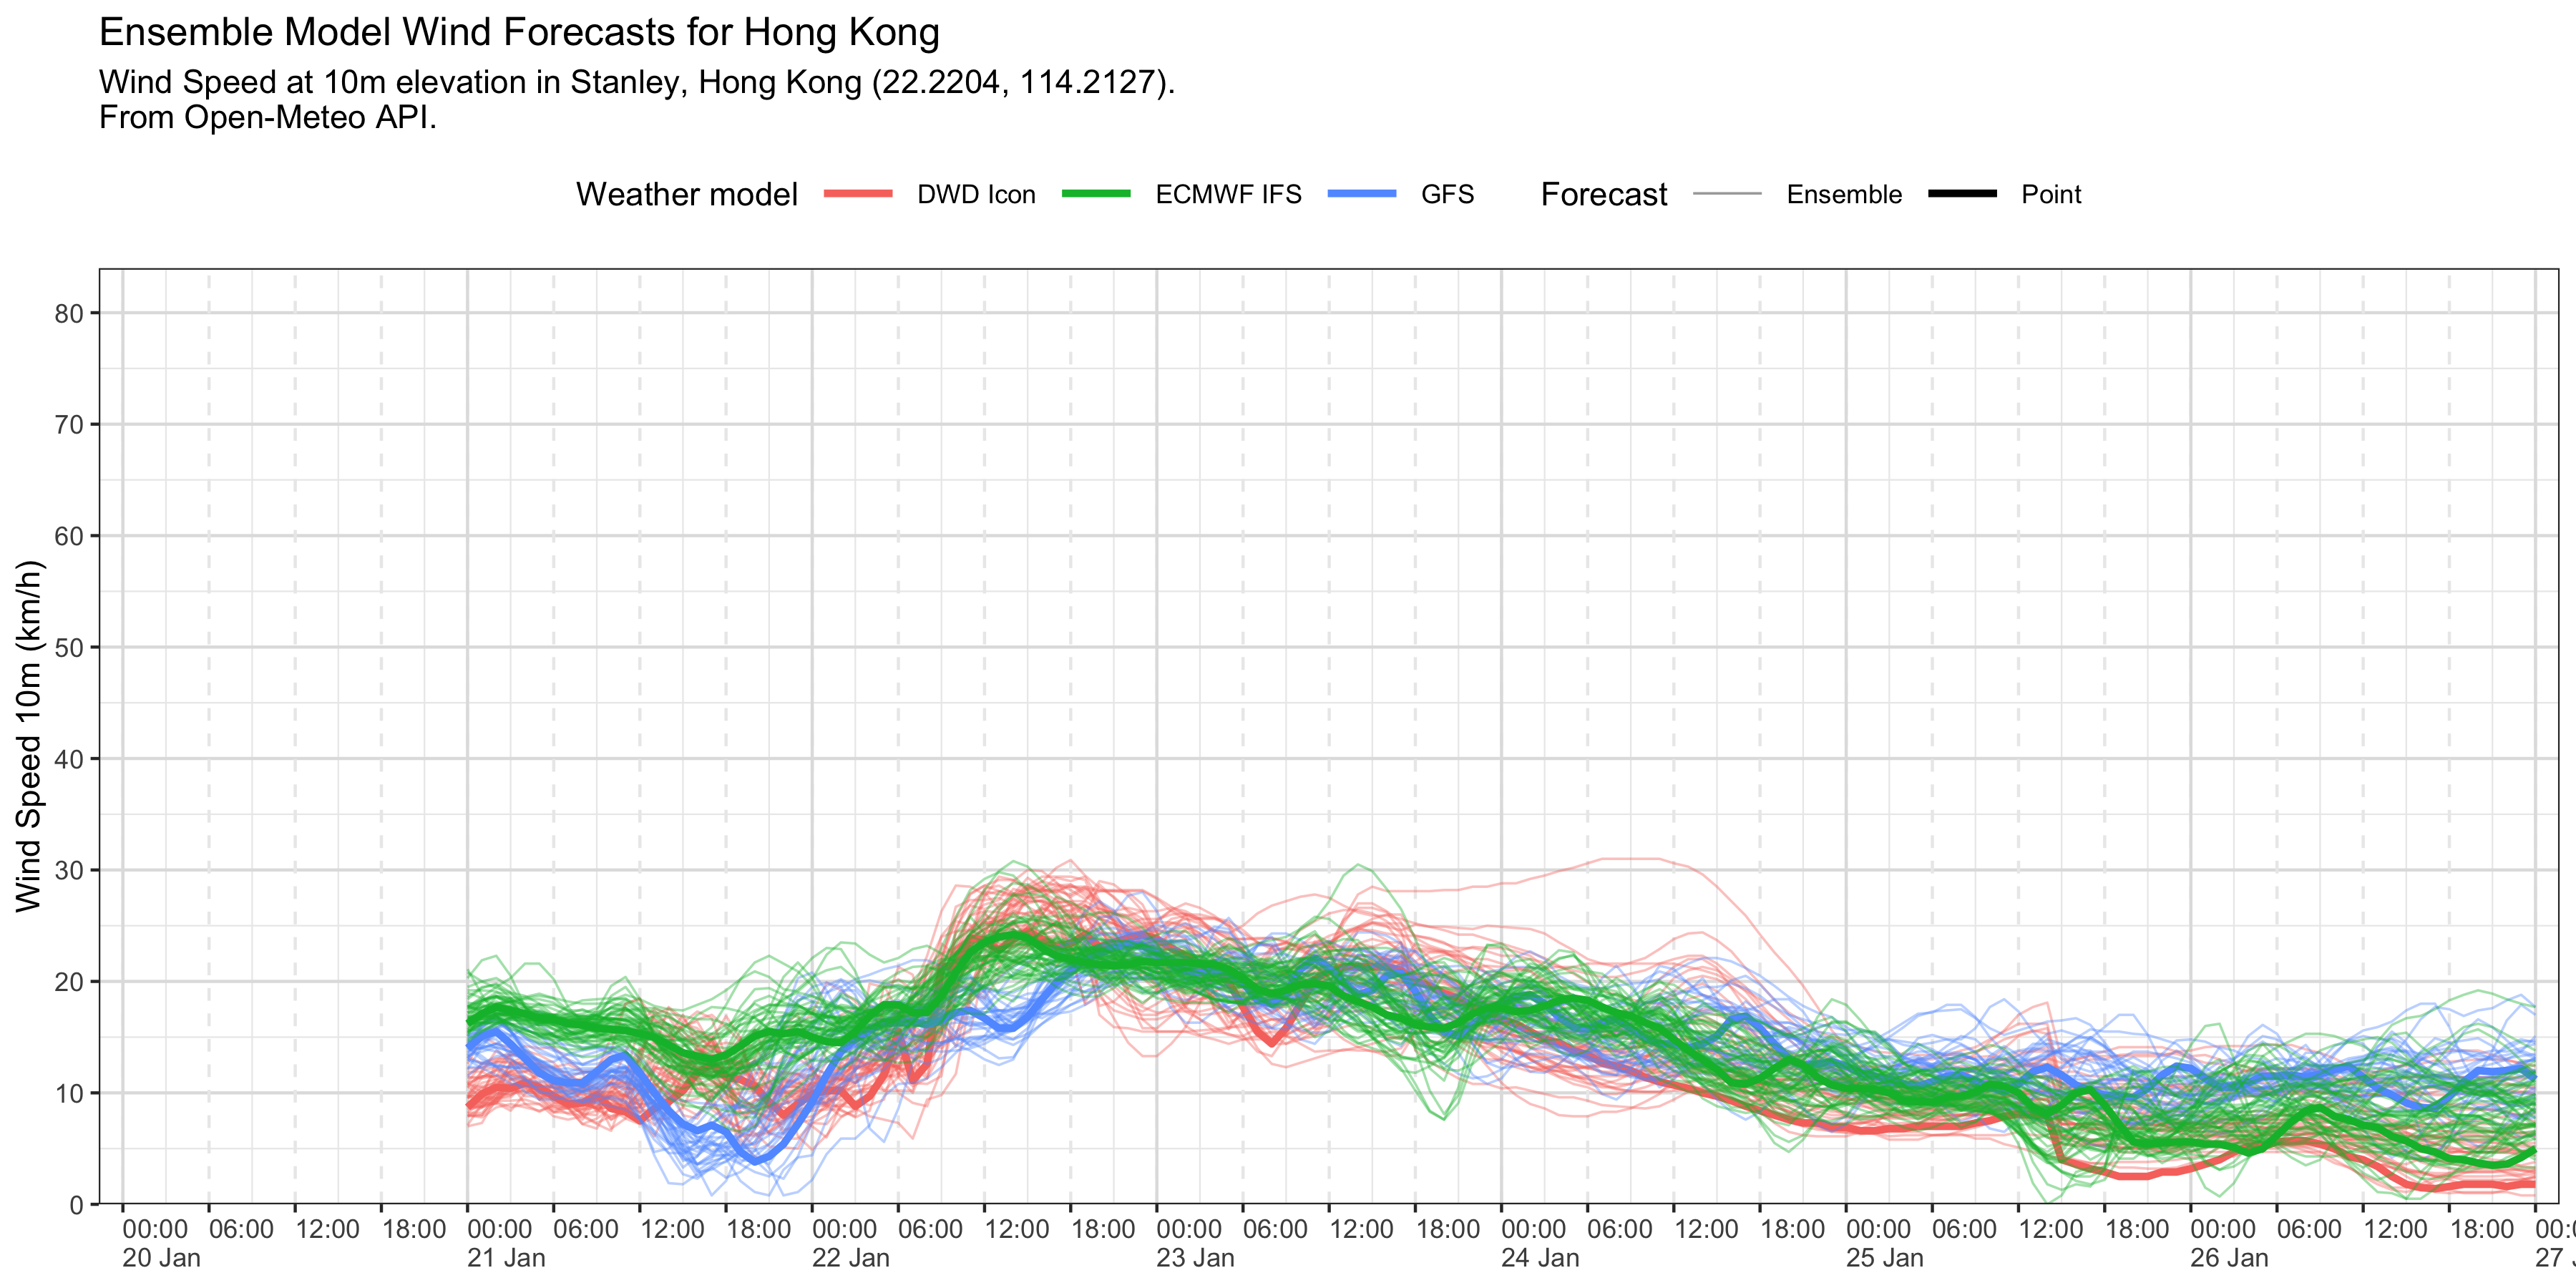 Ensemble Model Wind Forecasts for Hong Kong
Wind Speed at 10m elevation in Stanley, Hong Kong (22.2204, 114.2127).
From Open-Meteo API.
Weather model DWD Icon ECMWF IFS GFS Forecast Ensemble Point
Wind Speed 10m (km/h)
80
70
60
50
40
30
20
10
0
00:00 06:00 12:00 18:00 00:00 06:00 12:00 18:00 00:00 06:00 12:00 18:00 00:00 06:00 12:00 18:00 00:00 06:00 12:00 18:00 00:00 06:00 12:00 18:00 00:00 06:00 12:00 18:00 00:0
20 Jan 21 Jan 22 Jan 23 Jan 24 Jan 25 Jan 26 Jan 27